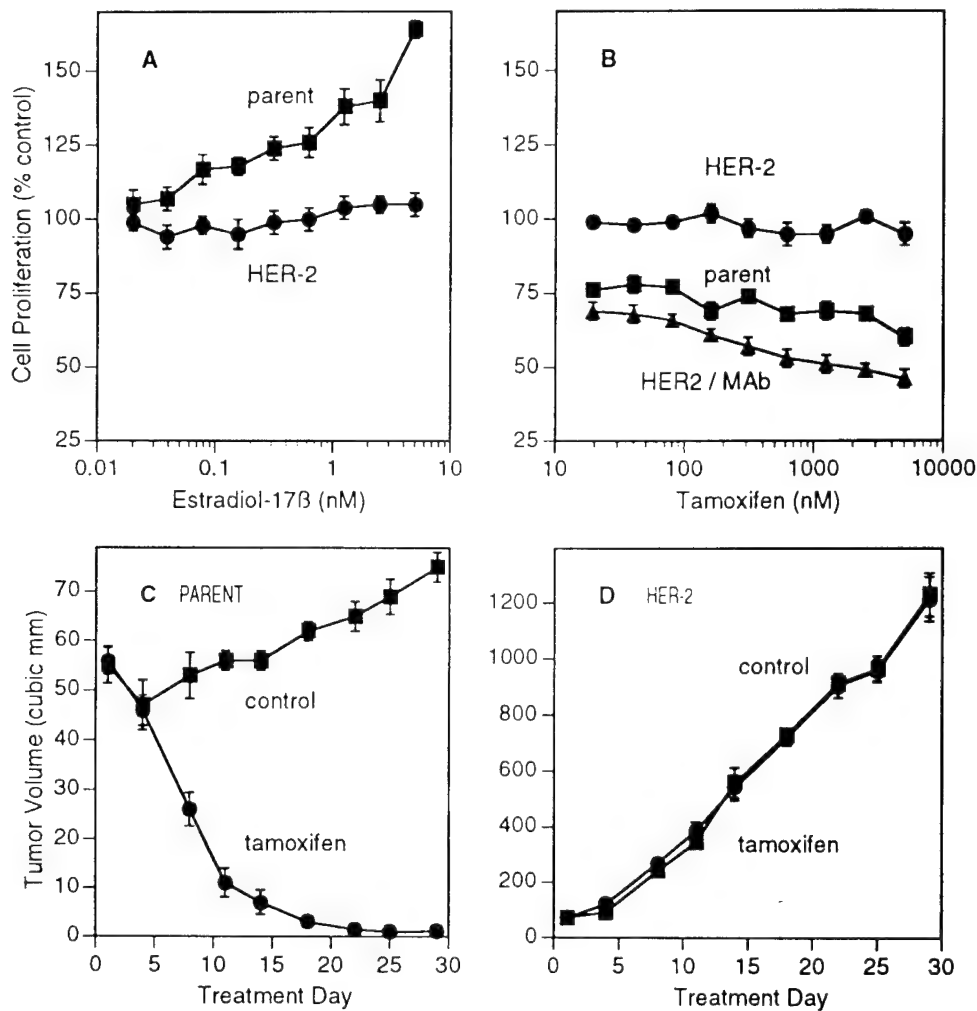 A
parent
HER-2
Cell Proliferation (% control)
150
125
100
75
50
25
0.01
0.1
1
10
Estradiol-17ß (nM)
B
HER-2
parent
HER2 / MAb
150
125
100
75
50
25
10
100
1000
10000
Tamoxifen (nM)
C PARENT
control
tamoxifen
Tumor Volume (cubic mm)
70
60
50
40
30
20
10
0
0
5
10
15
20
25
30
Treatment Day
D HER-2
control
tamoxifen
1200
1000
800
600
400
200
0
0
5
10
15
20
25
30
Treatment Day